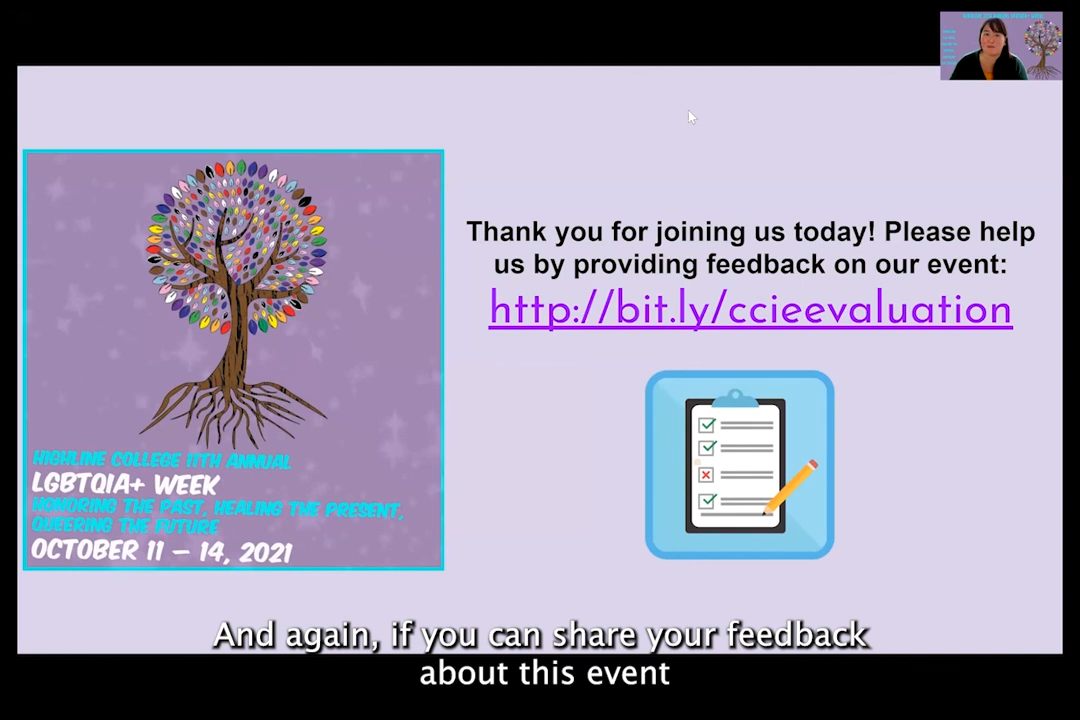 Thank you for joining us today! Please help
us by providing feedback on our event:
http://bit.ly/ccieevaluation
HIGHLINE COLLEGE 11TH ANNUAL
LGBTQIA+ WEEK
HONORING THE PAST, HEALING THE PRESENT,
QUEERING THE FUTURE
OCTOBER 11 – 14, 2021
And again, if you can share your feedback
about this event